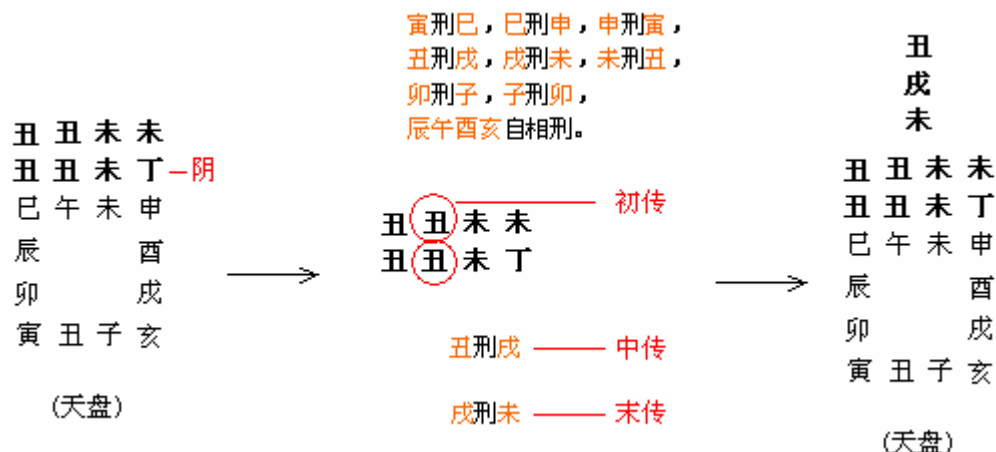 丑 丑 未 未
丑 丑 未 丁 —阴
巳 午 未 申
辰 酉
卯 戌
寅 丑 子 亥
(天盘)
寅刑巳，巳刑申，申刑寅，
丑刑戌，戌刑未，未刑丑，
卯刑子，子刑卯，
辰午酉亥自相刑。
丑 丑 未 未
丑 丑 未 丁
初传
丑刑戌 —— 中传
戌刑未 —— 末传
丑
戌
未
丑 丑 未 未
丑 丑 未 丁
巳 午 未 申
辰 酉
卯 戌
寅 丑 子 亥
(天盘)